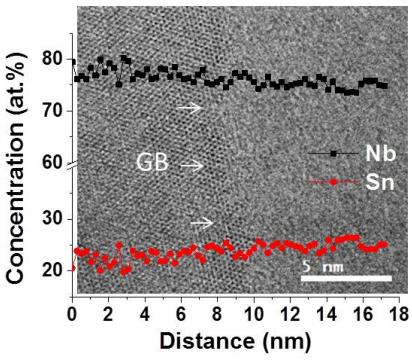 Concentration (at.%)
80
70
60
30
20
GB
Nb
Sn
5 nm
0 2 4 6 8 10 12 14 16 18
Distance (nm)